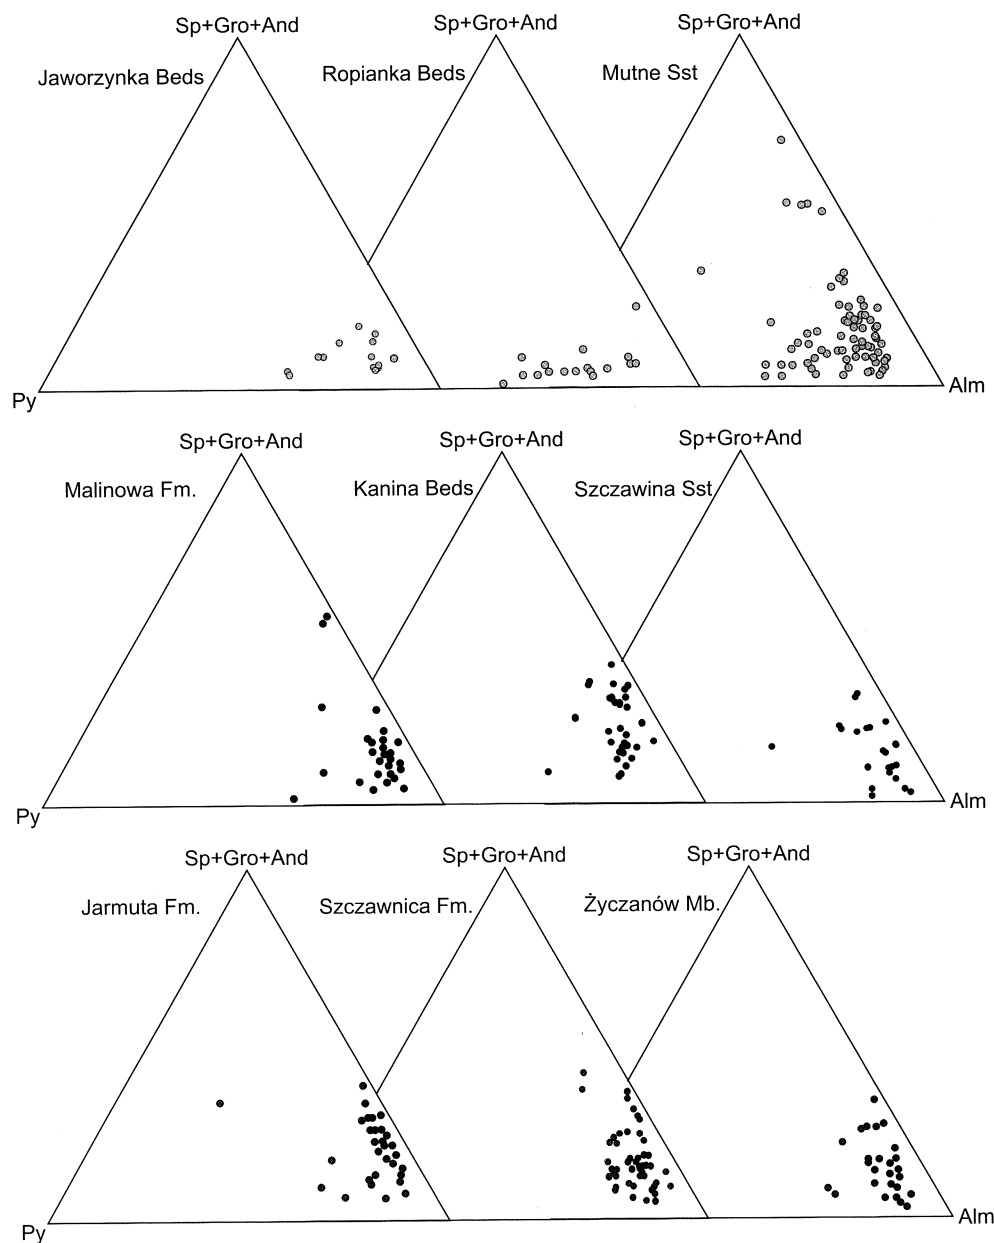 Sp+Gro+And Sp+Gro+And Sp+Gro+And
Jaworzynka Beds Ropianka Beds Mutne Sst
Py Alm
Sp+Gro+And Sp+Gro+And Sp+Gro+And
Malinowa Fm. Kanina Beds Szczawina Sst
Py Alm
Sp+Gro+And Sp+Gro+And Sp+Gro+And
Jarmuta Fm. Szczawnica Fm. Życzanów Mb.
Py Alm